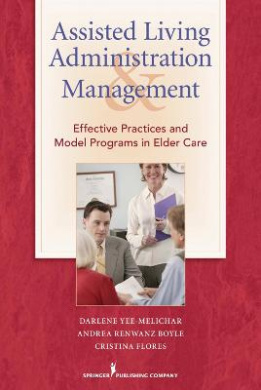 Assisted Living
Administration
&
Management
Effective Practices and
Model Programs in Elder Care
DARLENE YEE-MELICHAR
ANDREA RENWANZ BOYLE
CRISTINA FLORES
SPRINGER PUBLISHING COMPANY